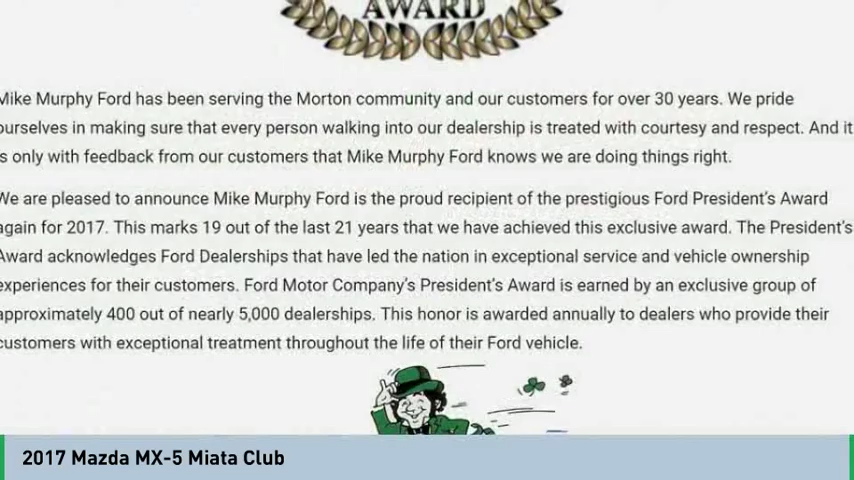 AWARD
Mike Murphy Ford has been serving the Morton community and our customers for over 30 years. We pride
ourselves in making sure that every person walking into our dealership is treated with courtesy and respect. And it
is only with feedback from our customers that Mike Murphy Ford knows we are doing things right.
We are pleased to announce Mike Murphy Ford is the proud recipient of the prestigious Ford President's Award
again for 2017. This marks 19 out of the last 21 years that we have achieved this exclusive award. The President's
Award acknowledges Ford Dealerships that have led the nation in exceptional service and vehicle ownership
experiences for their customers. Ford Motor Company's President's Award is earned by an exclusive group of
approximately 400 out of nearly 5,000 dealerships. This honor is awarded annually to dealers who provide their
customers with exceptional treatment throughout the life of their Ford vehicle.
2017 Mazda MX-5 Miata Club